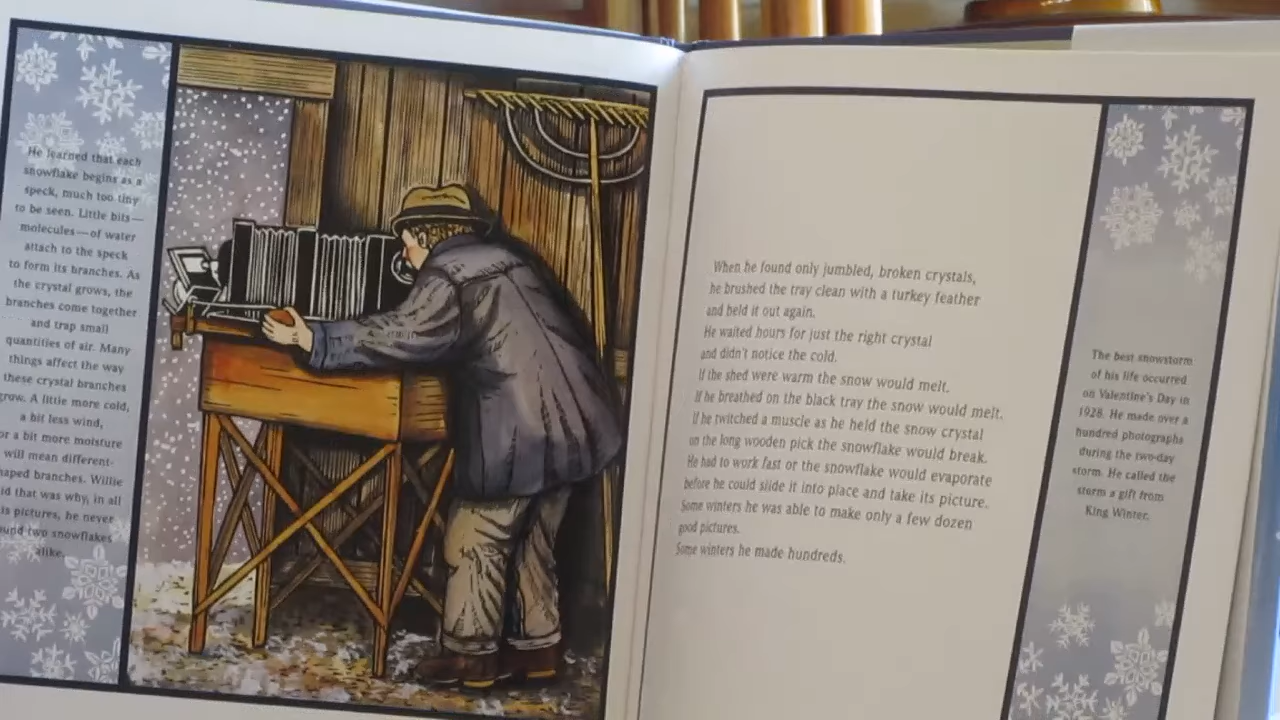 He learned that each
snowflake begins as a
speck, much too tiny
to be seen. Little bits—
molecules—of water
attach to the speck
to form its branches. As
the crystal grows, the
branches come together
and trap small
quantities of air. Many
things affect the way
these crystal branches
grow. A little more cold,
a bit less wind,
or a bit more moisture
will mean different-
haped branches. Willie
id that was why, in all
is pictures, he never
ound two snowflakes
alike.
When he found only jumbled, broken crystals,
he brushed the tray clean with a turkey feather
and held it out again.
He waited hours for just the right crystal
and didn't notice the cold.
If the shed were warm the snow would melt.
If he breathed on the black tray the snow would melt.
If he twitched a muscle as he held the snow crystal
on the long wooden pick the snowflake would break.
He had to work fast or the snowflake would evaporate
before he could slide it into place and take its picture.
Some winters he was able to make only a few dozen
good pictures.
Some winters he made hundreds.
The best snowstorm
of his life occurred
on Valentine's Day in
1928. He made over a
hundred photographs
during the two-day
storm. He called the
storm a gift from
King Winter.